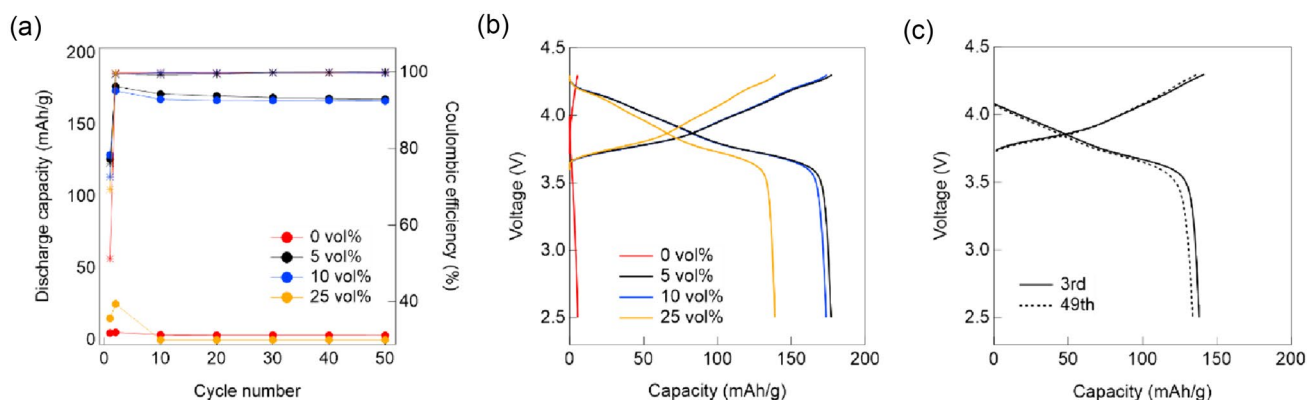 (a)
200
150
100
50
0
Discharge capacity (mAh/g)
100
80
60
40
Coulombic efficiency (%)
0 vol%
5 vol%
10 vol%
25 vol%
0 10 20 30 40 50
Cycle number
(b)
4.5
4.0
3.5
3.0
2.5
Voltage (V)
0 vol%
5 vol%
10 vol%
25 vol%
0 50 100 150 200
Capacity (mAh/g)
(c)
4.5
4.0
3.5
3.0
2.5
Voltage (V)
3rd
49th
0 50 100 150 200
Capacity (mAh/g)